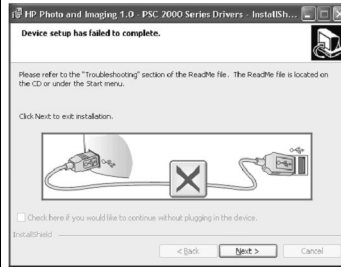 HP Photo and Imaging 1.0 - PSC 2000 Series Drivers - InstallSh...
Device setup has failed to complete.
Please refer to the "Troubleshooting" section of the ReadMe file. The ReadMe file is located on
the CD or under the Start menu.
Click Next to exit installation.
Check here if you would like to continue without plugging in the device.
InstallShield
< Back Next > Cancel